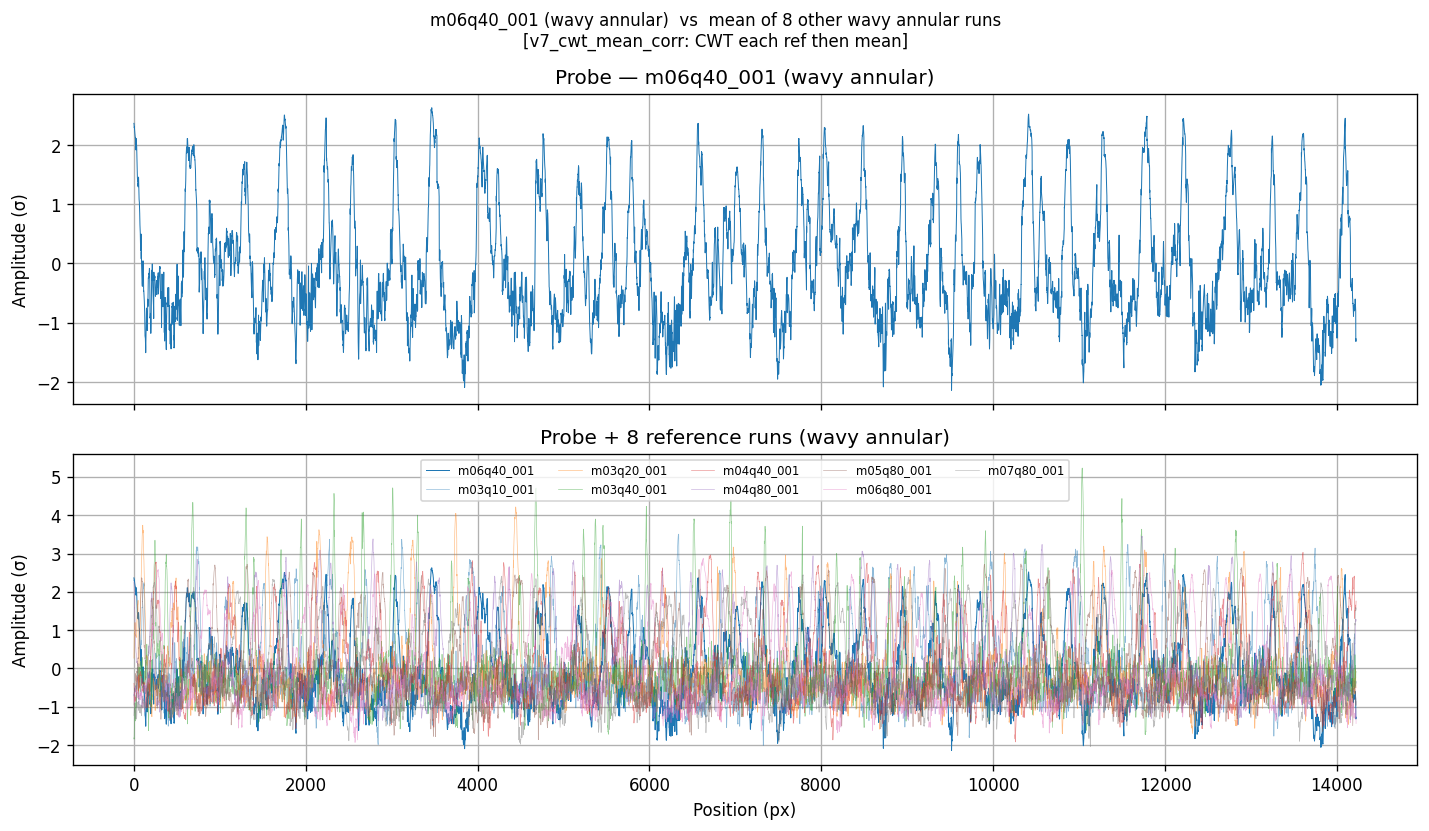 m06q40_001 (wavy annular)  vs  mean of 8 other wavy annular runs
[v7_cwt_mean_corr: CWT each ref then mean]
Probe — m06q40_001 (wavy annular)
Amplitude (σ)
2
1
0
−1
−2
Probe + 8 reference runs (wavy annular)
Amplitude (σ)
5
4
3
2
1
0
−1
−2
m06q40_001 m03q20_001 m04q40_001 m05q80_001 m07q80_001
m03q10_001 m03q40_001 m04q80_001 m06q80_001
0 2000 4000 6000 8000 10000 12000 14000
Position (px)